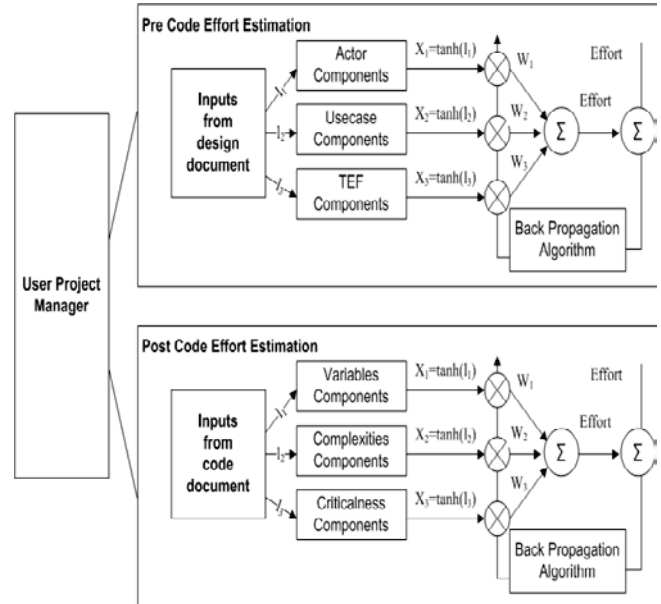 Pre Code Effort Estimation
Inputs
from
design
document
I1
I2
I3
Actor
Components
Usecase
Components
TEF
Components
X1=tanh(I1)
X2=tanh(I2)
X3=tanh(I3)
W1
W2
W3
Σ
Effort
Effort
Σ
Back Propagation
Algorithm
User Project
Manager
Post Code Effort Estimation
Inputs
from
code
document
I1
I2
I3
Variables
Components
Complexities
Components
Criticalness
Components
X1=tanh(I1)
X2=tanh(I2)
X3=tanh(I3)
W1
W2
W3
Σ
Effort
Effort
Σ
Back Propagation
Algorithm